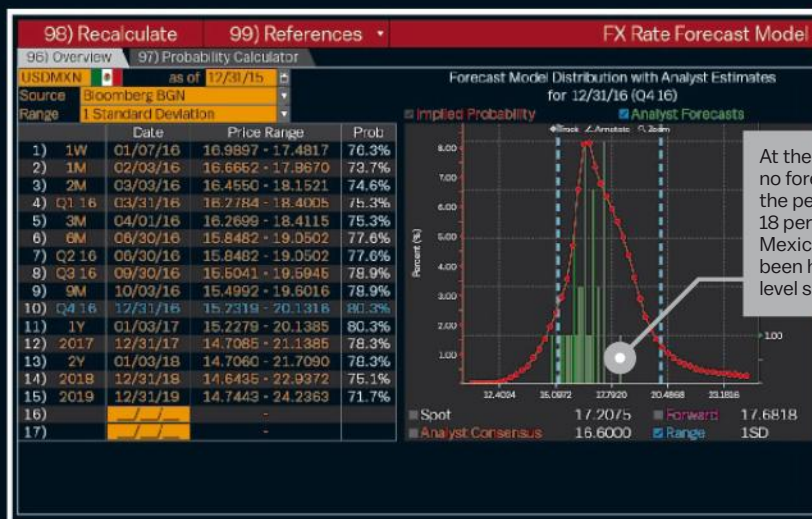 98) Recalculate 99) References FX Rate Forecast Model
96) Overview 97) Probability Calculator
USDMXN as of 12/31/15
Source Bloomberg BGN
Range 1 Standard Deviation
Date Price Range Prob
1) 1W 01/07/16 16.9897 - 17.4817 76.3%
2) 1M 02/03/16 16.6652 - 17.8670 73.7%
3) 2M 03/03/16 16.4550 - 18.1521 74.6%
4) Q1 16 03/31/16 16.2784 - 18.4005 75.3%
5) 3M 04/01/16 16.2699 - 18.4115 75.3%
6) 6M 06/30/16 15.8482 - 19.0502 77.6%
7) Q2 16 06/30/16 15.8482 - 19.0502 77.6%
8) Q3 16 09/30/16 15.5041 - 19.5945 78.9%
9) 9M 10/03/16 15.4992 - 19.6016 78.9%
10) Q4 16 12/31/16 15.2319 - 20.1316 80.3%
11) 1Y 01/03/17 15.2279 - 20.1385 80.3%
12) 2017 12/31/17 14.7085 - 21.1385 78.3%
13) 2Y 01/03/18 14.7060 - 21.7090 78.3%
14) 2018 12/31/18 14.6435 - 22.9372 75.1%
15) 2019 12/31/19 14.7443 - 24.2363 71.7%
16) __/__/__ -
17) __/__/__ -
Forecast Model Distribution with Analyst Estimates
for 12/31/16 (Q4 16)
Implied Probability Analyst Forecasts
Track Annotate Zoom
Percent (%)
8.00
7.00
6.00
5.00
4.00
3.00
2.00
1.00
1.00
12.4024 15.0972 17.7920 20.4868 23.1816
Spot 17.2075 Forward 17.6818
Analyst Consensus 16.6000 Range 1SD
At the
no fore
the pe
18 per
Mexic
been h
level s